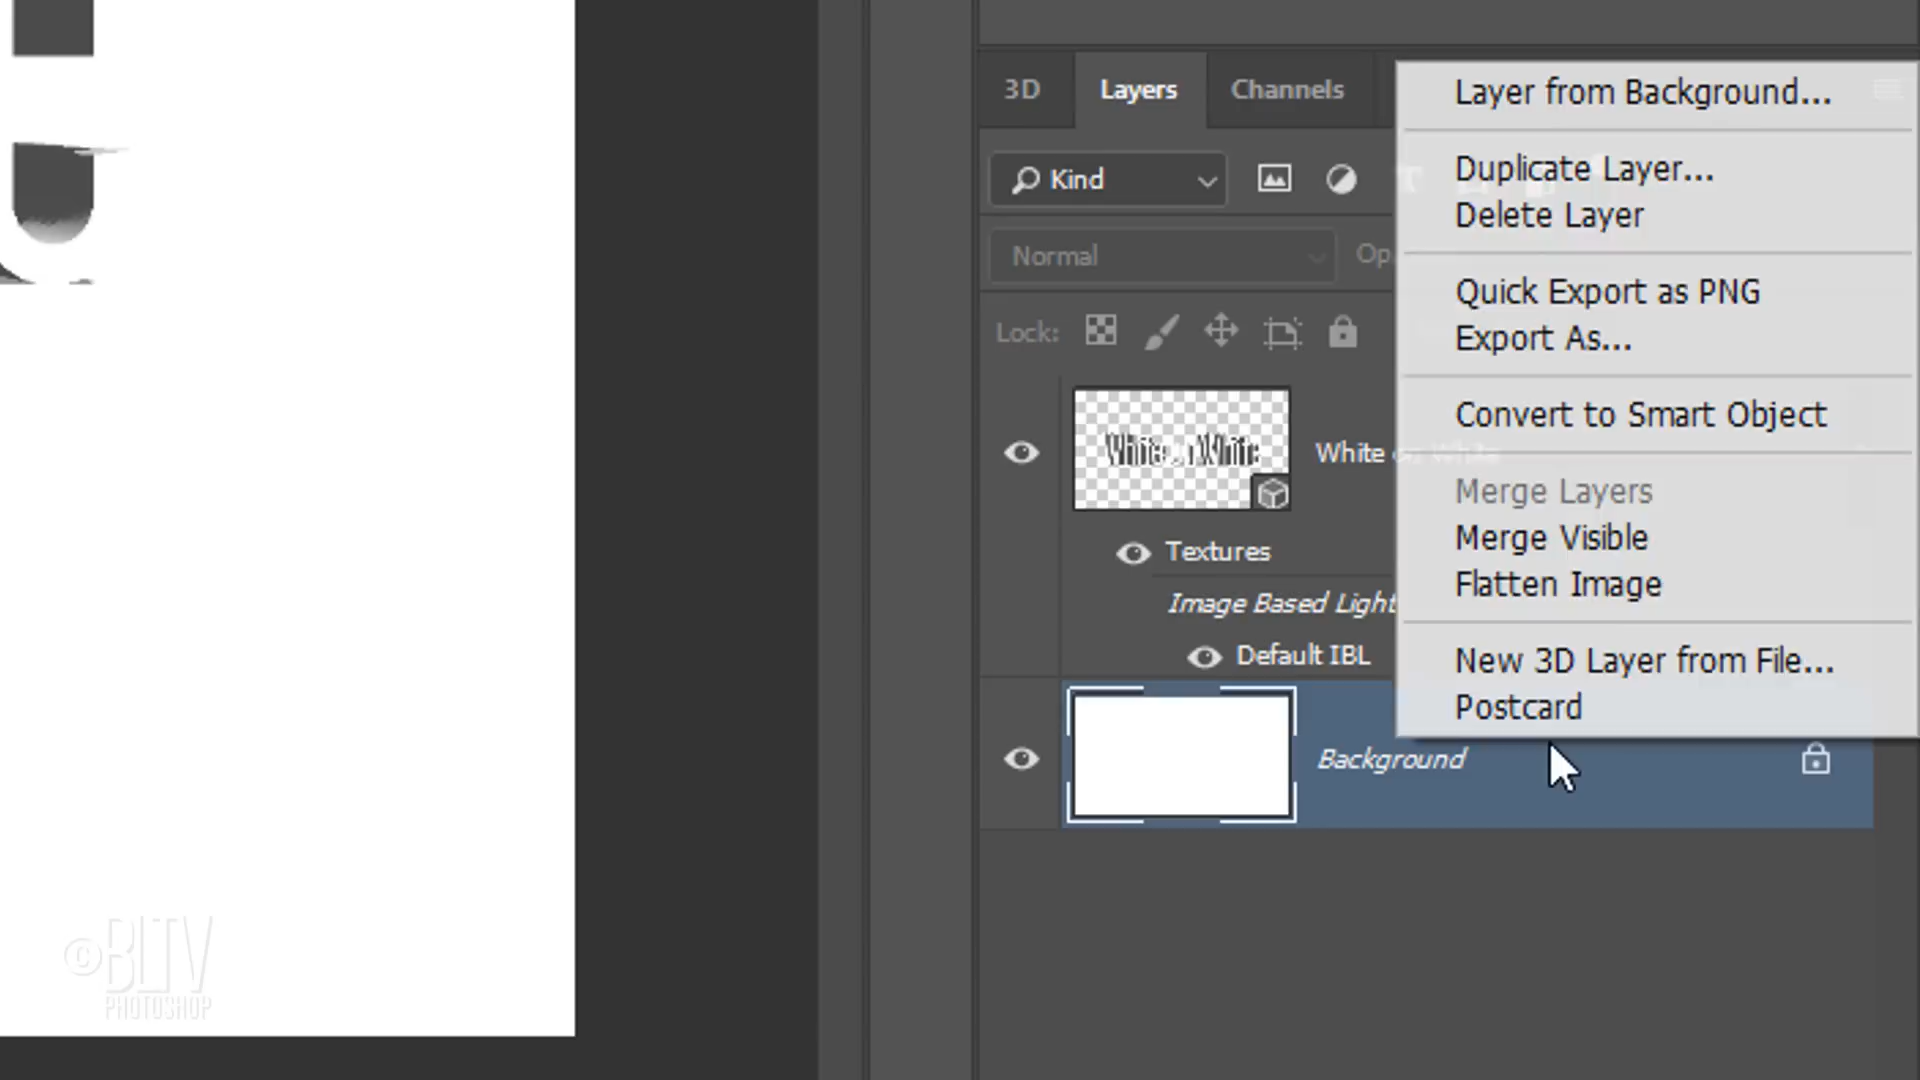 3D
Layers
Channels
Kind
Normal
Op
Lock:
White on White
White on White
Textures
Image Based Light
Default IBL
Background
Layer from Background...
Duplicate Layer...
Delete Layer
Quick Export as PNG
Export As...
Convert to Smart Object
Merge Layers
Merge Visible
Flatten Image
New 3D Layer from File...
Postcard
©BLTV
PHOTOSHOP